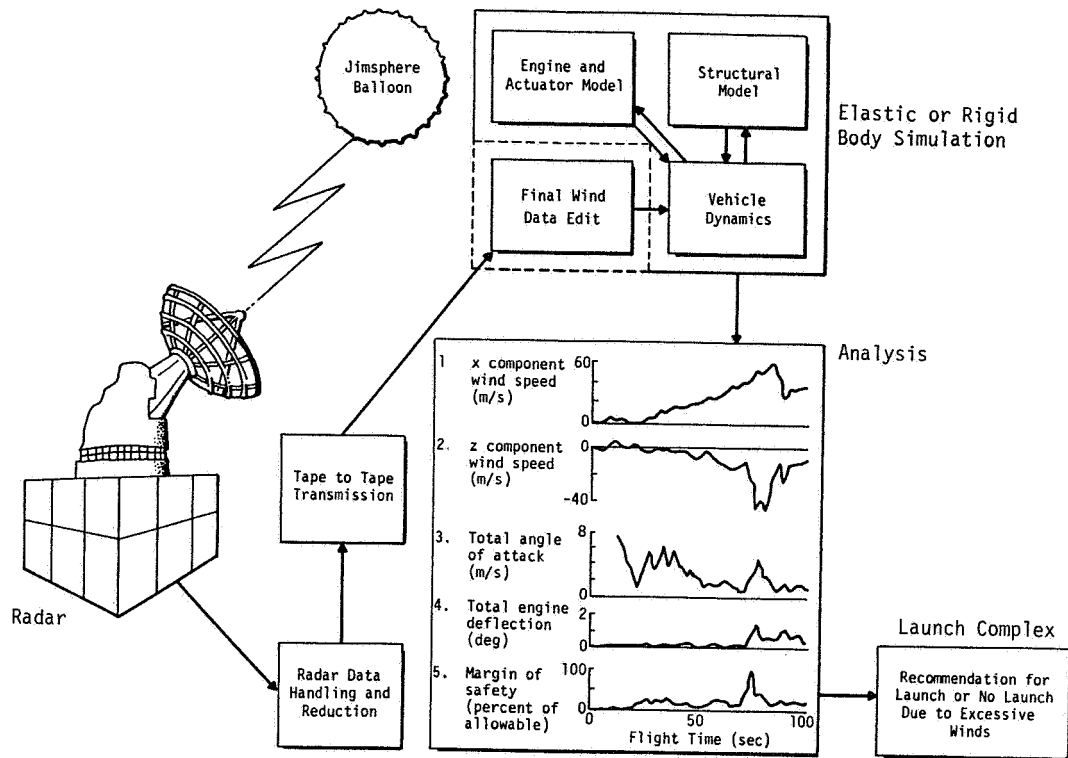 Jimsphere
Balloon
Engine and
Actuator Model
Structural
Model
Elastic or Rigid
Body Simulation
Final Wind
Data Edit
Vehicle
Dynamics
Radar
Tape to Tape
Transmission
Radar Data
Handling and
Reduction
Analysis
1 x component
wind speed
(m/s)
60
0
2. z component
wind speed
(m/s)
0
-40
3. Total angle
of attack
(m/s)
8
0
4. Total engine
deflection
(deg)
2
0
5. Margin of
safety
(percent of
allowable)
100
0
0 50 100
Flight Time (sec)
Launch Complex
Recommendation for
Launch or No Launch
Due to Excessive
Winds